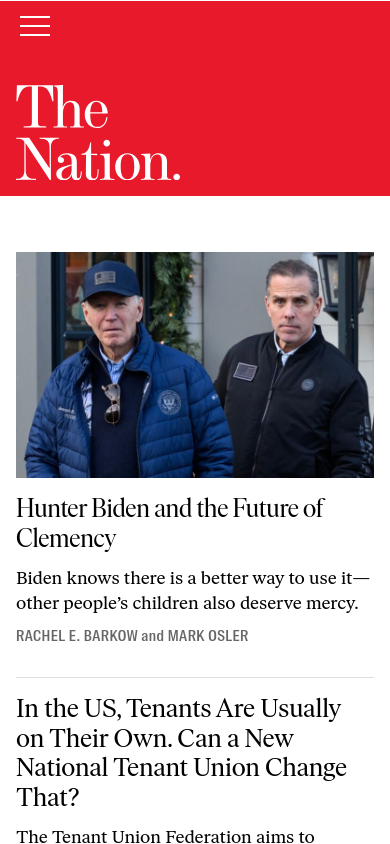 The
Nation.
Hunter Biden and the Future of
Clemency
Biden knows there is a better way to use it—
other people’s children also deserve mercy.
RACHEL E. BARKOW and MARK OSLER
In the US, Tenants Are Usually
on Their Own. Can a New
National Tenant Union Change
That?
The Tenant Union Federation aims to